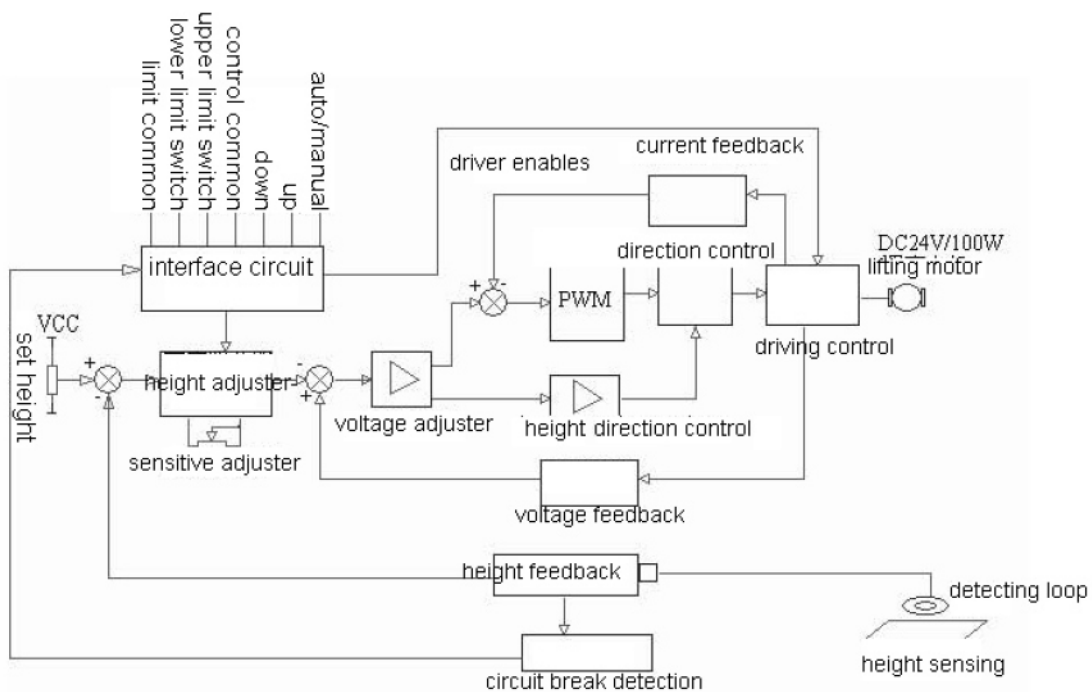 limit common
lower limit switch
upper limit switch
control common
down
up
auto/manual
current feedback
driver enables
interface circuit
direction control
DC24V/100W
lifting motor
VCC
set height
+
-
PWM
+
-
height adjuster
-
+
driving control
voltage adjuster
height direction control
sensitive adjuster
voltage feedback
height feedback
detecting loop
height sensing
circuit break detection